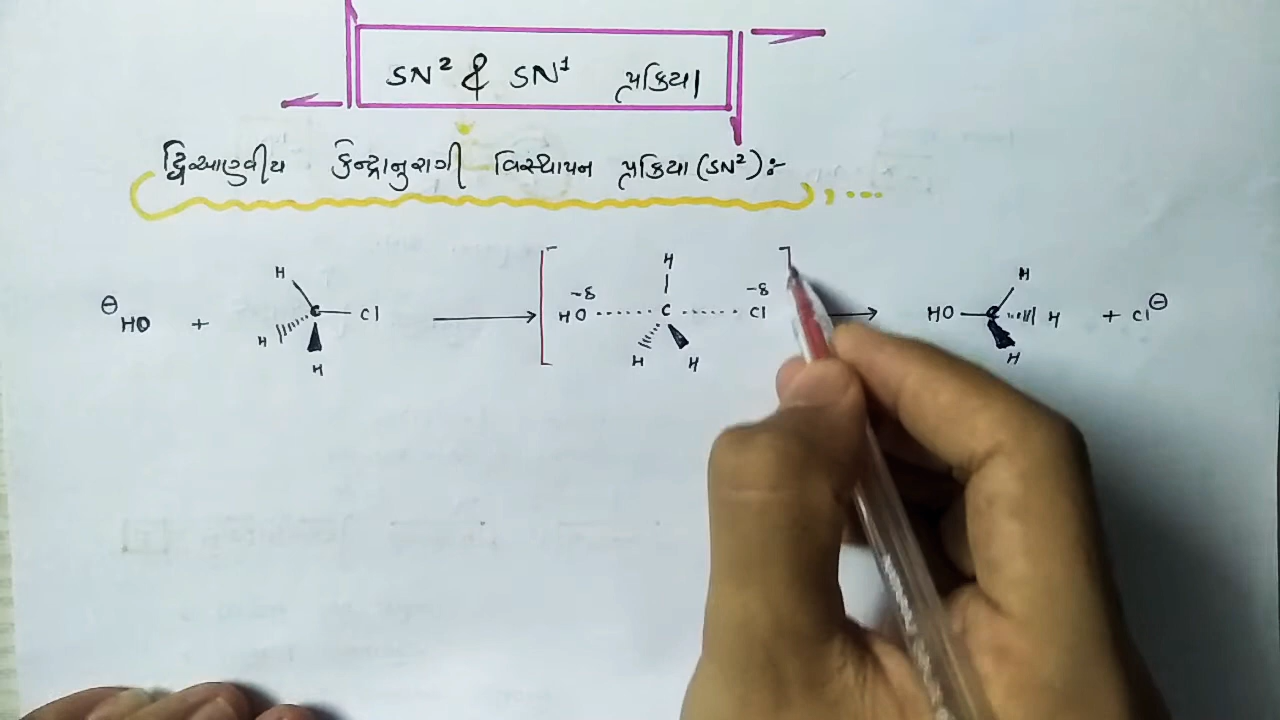 SN² & SN¹ પ્રક્રિયા
દ્વિઆણ્વીય કેન્દ્રાનુરાગી વિસ્થાપન પ્રક્રિયા (SN²) :-
⊖ HO + H H H C Cl → [ HO -δ C H H H Cl -δ ] → HO C H H H + Cl ⊖